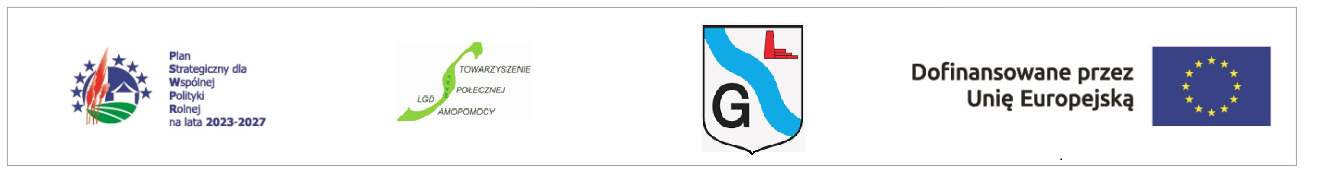 Plan
Strategiczny dla
Wspólnej
Polityki
Rolnej
na lata 2023-2027
TOWARZYSZENIE
LGD
POŁECZNEJ
AMOPOMOCY
G
Dofinansowane przez
Unię Europejską